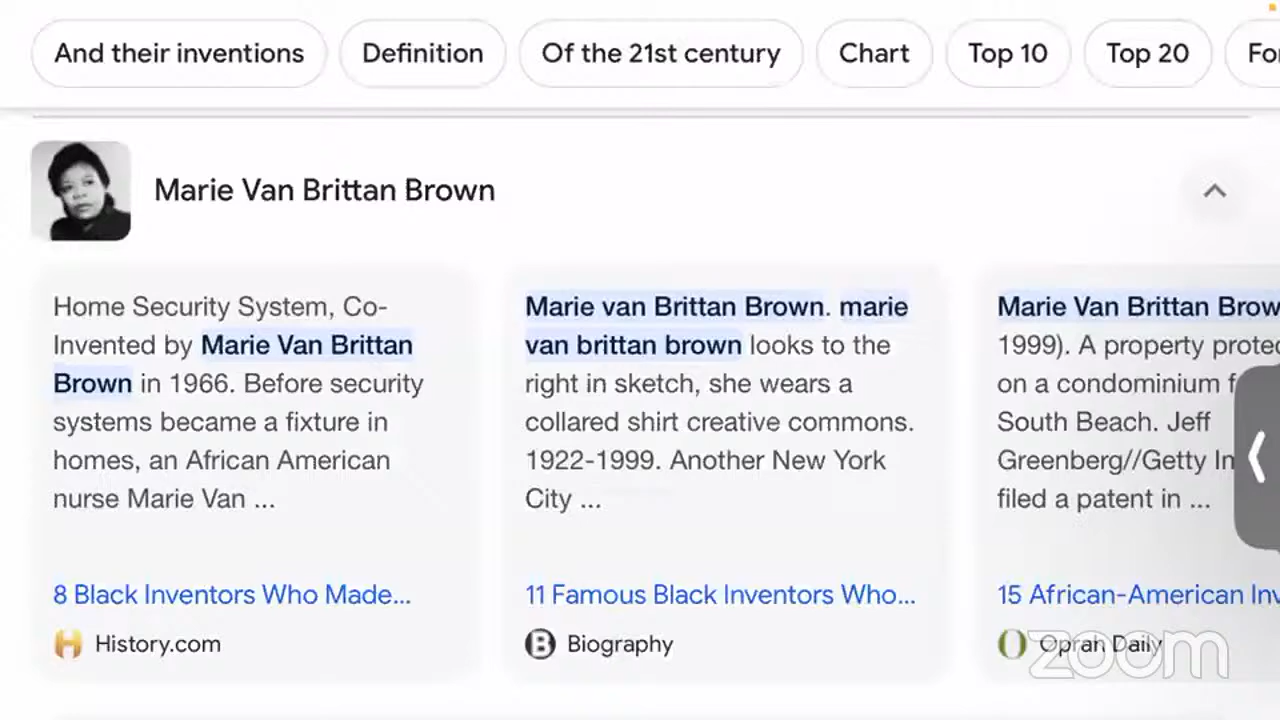 And their inventions
Definition
Of the 21st century
Chart
Top 10
Top 20
Marie Van Brittan Brown
Home Security System, Co-
Invented by Marie Van Brittan
Brown in 1966. Before security
systems became a fixture in
homes, an African American
nurse Marie Van ...
8 Black Inventors Who Made...
History.com
Marie van Brittan Brown. marie
van brittan brown looks to the
right in sketch, she wears a
collared shirt creative commons.
1922-1999. Another New York
City ...
11 Famous Black Inventors Who...
Biography
Marie Van Brittan
1999). A property
on a condominium
South Beach. Jeff
Greenberg//Getty
filed a patent in ...
15 African-American
Oprah Daily
zoom